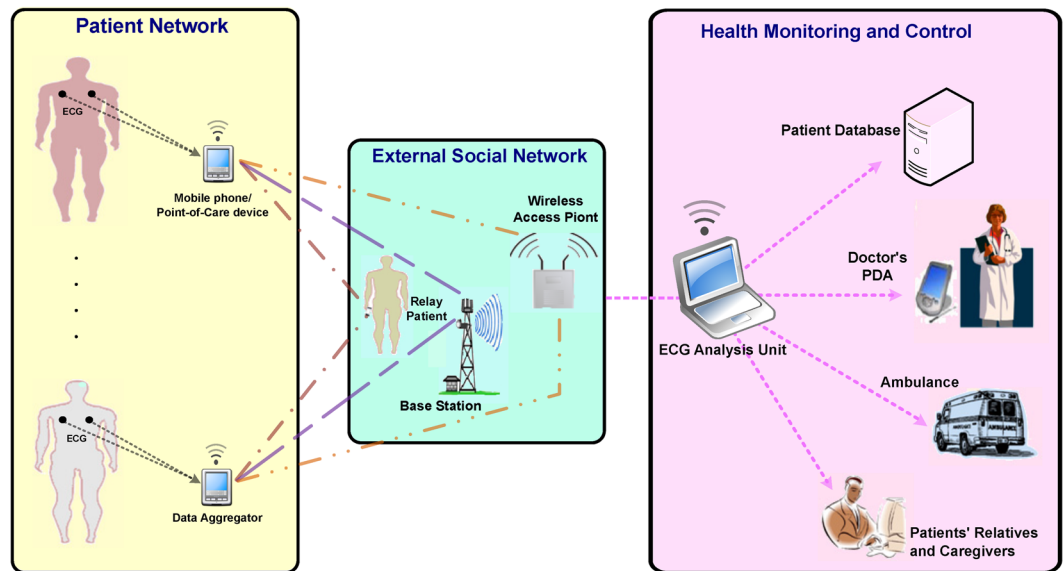 Patient Network
ECG
Mobile phone/
Point-of-Care device
ECG
Data Aggregator
External Social Network
Wireless
Access Piont
Relay
Patient
Base Station
Health Monitoring and Control
Patient Database
Doctor's
PDA
ECG Analysis Unit
Ambulance
AMBULANCE
Patients' Relatives
and Caregivers